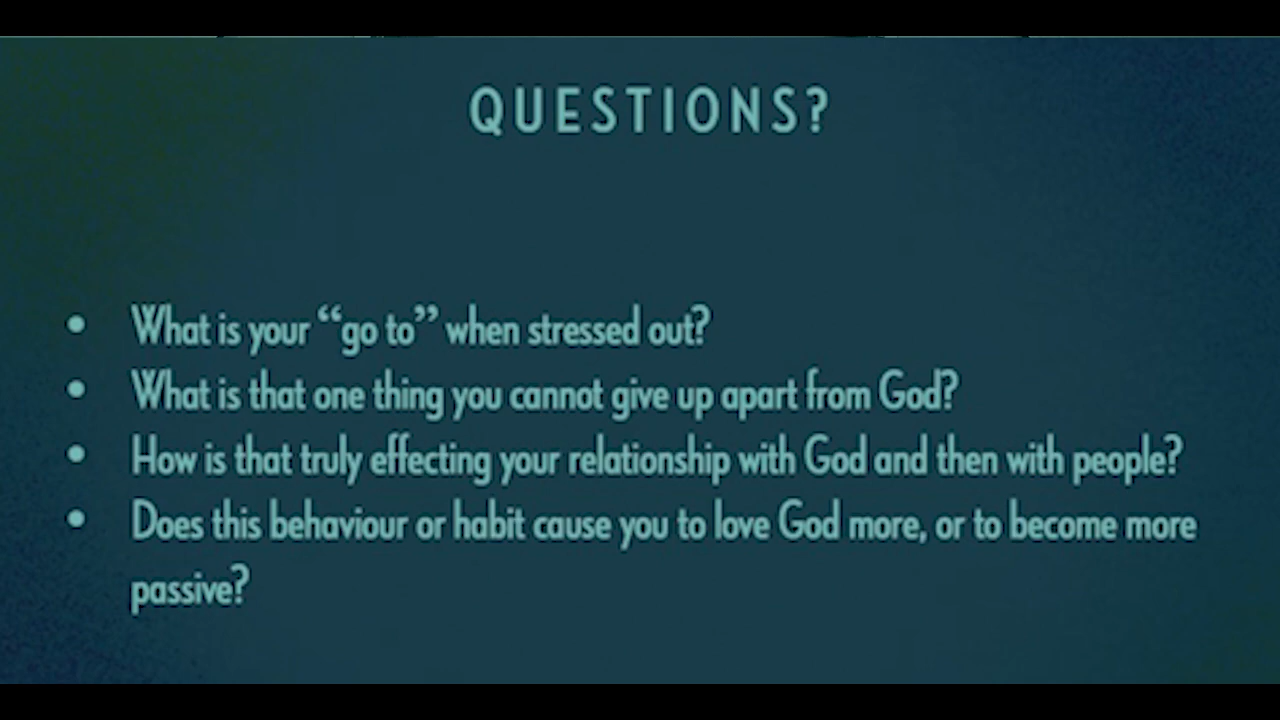 QUESTIONS?
• What is your “go to” when stressed out?
• What is that one thing you cannot give up apart from God?
• How is that truly effecting your relationship with God and then with people?
• Does this behaviour or habit cause you to love God more, or to become more
passive?